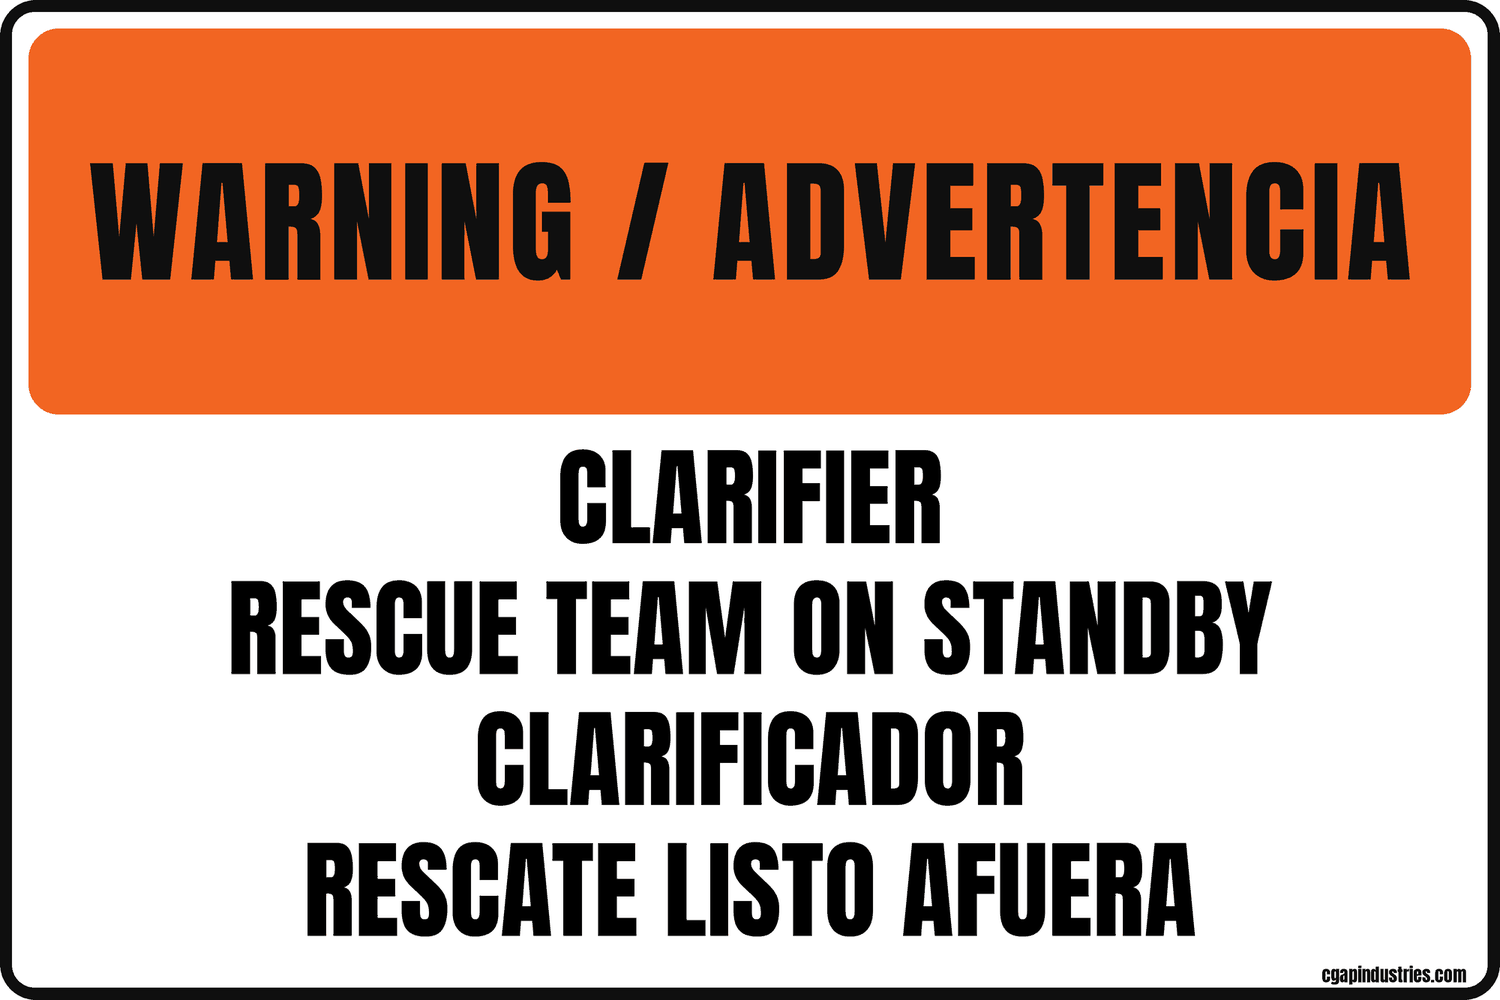 WARNING / ADVERTENCIA
CLARIFIER
RESCUE TEAM ON STANDBY
CLARIFICADOR
RESCATE LISTO AFUERA
cgapindustries.com